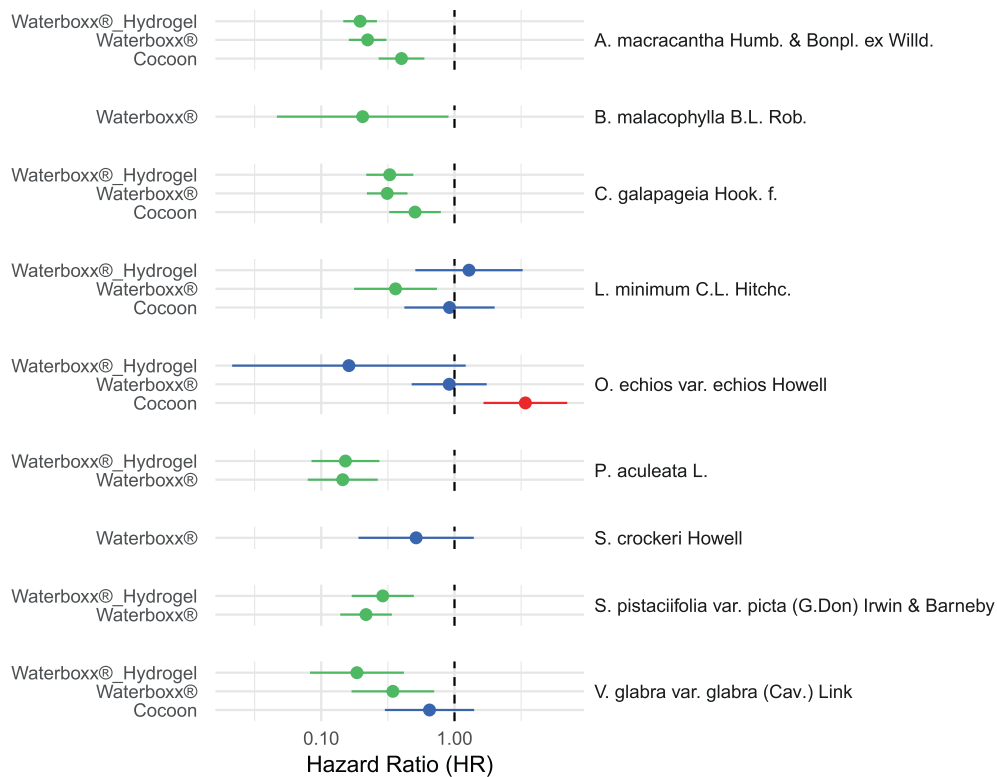 Waterboxx®_Hydrogel
Waterboxx®
Cocoon
A. macracantha Humb. & Bonpl. ex Willd.
Waterboxx®
B. malacophylla B.L. Rob.
Waterboxx®_Hydrogel
Waterboxx®
Cocoon
C. galapageia Hook. f.
Waterboxx®_Hydrogel
Waterboxx®
Cocoon
L. minimum C.L. Hitchc.
Waterboxx®_Hydrogel
Waterboxx®
Cocoon
O. echios var. echios Howell
Waterboxx®_Hydrogel
Waterboxx®
P. aculeata L.
Waterboxx®
S. crockeri Howell
Waterboxx®_Hydrogel
Waterboxx®
S. pistaciifolia var. picta (G.Don) Irwin & Barneby
Waterboxx®_Hydrogel
Waterboxx®
Cocoon
V. glabra var. glabra (Cav.) Link
0.10 1.00
Hazard Ratio (HR)